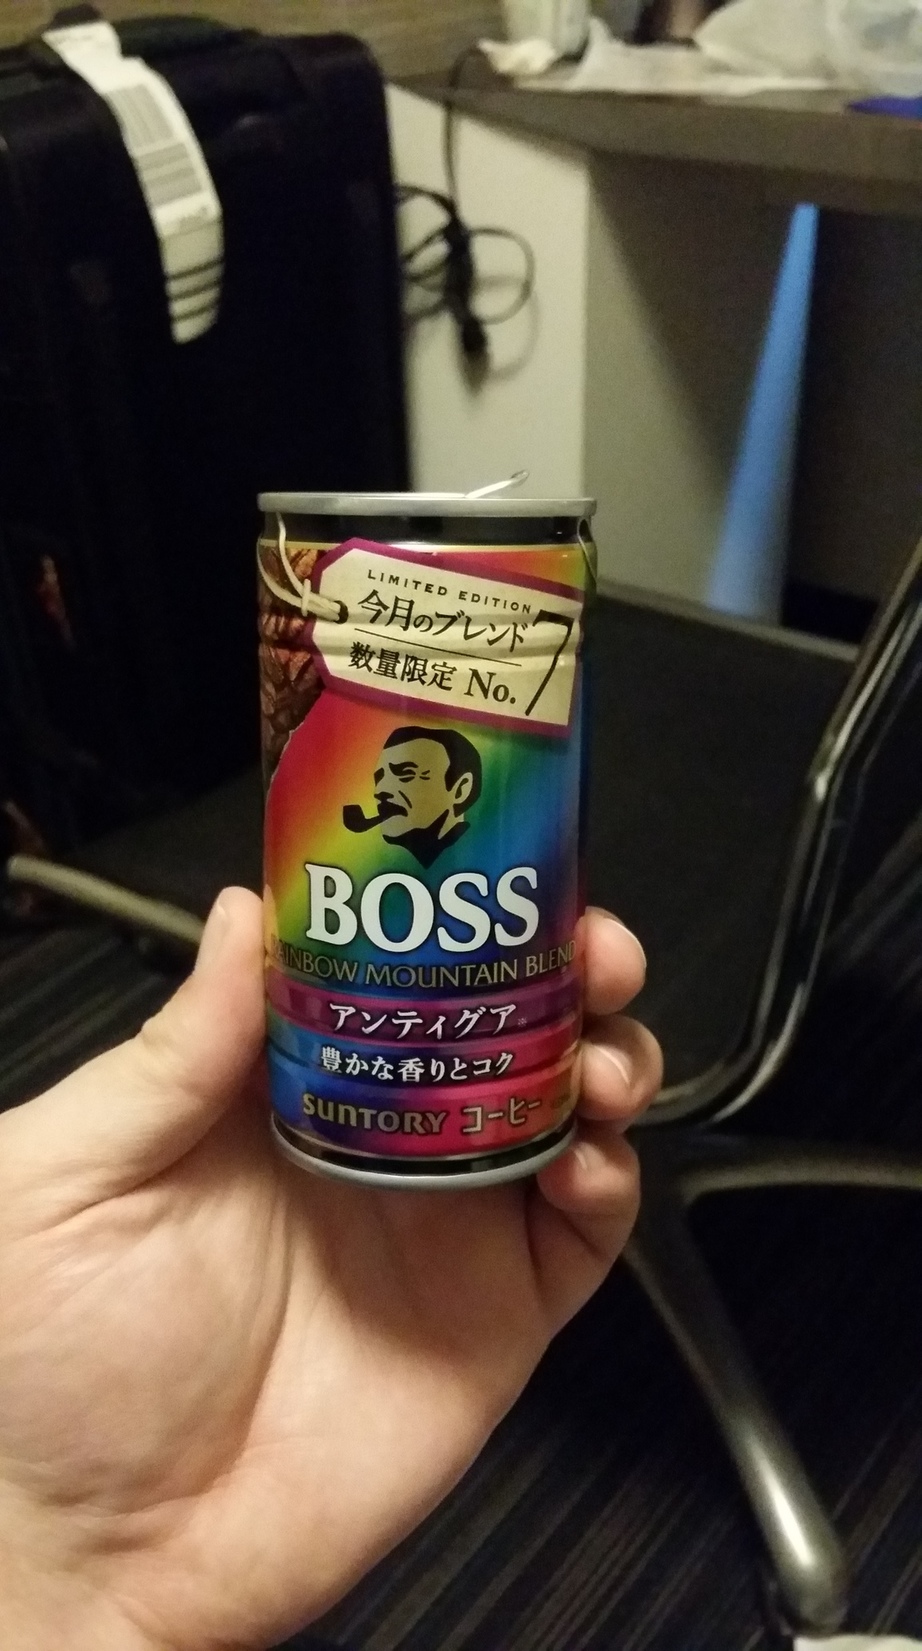 LIMITED EDITION
今月のブレンド
数量限定 No.7
BOSS
RAINBOW MOUNTAIN BLEND
アンティグア※
豊かな香りとコク
SUNTORY コーヒー